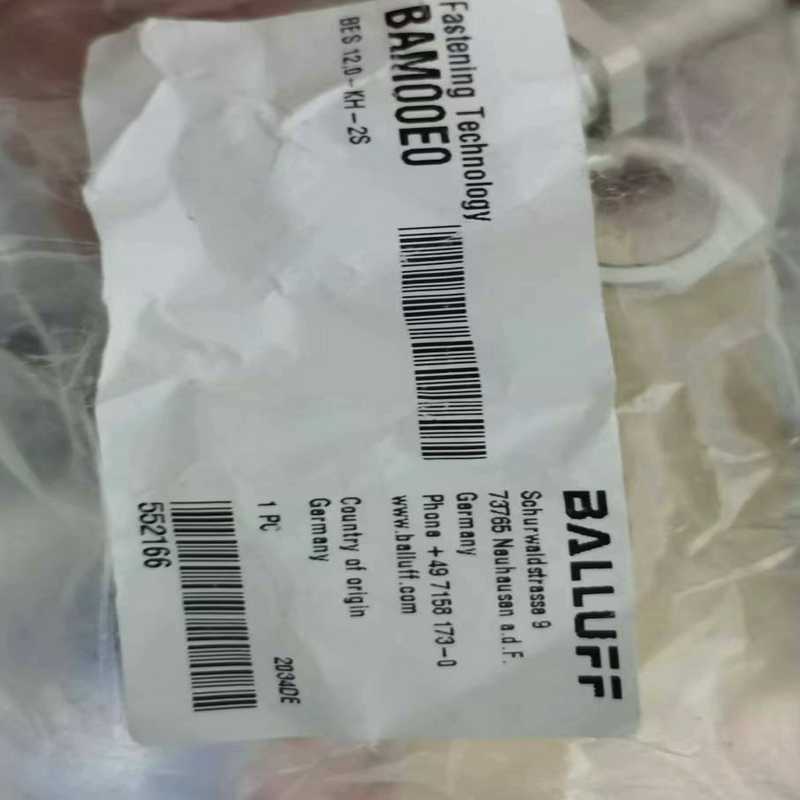 Fastening Technology
BAM00E0
BES 12,0-KH-2S
BALLUFF
Schurwaldstrasse 9
73765 Neuhausen a.d.F.
Germany
Phone +49 7158 173-0
www.balluff.com
Country of origin
Germany
1 PC
2034DE
552166